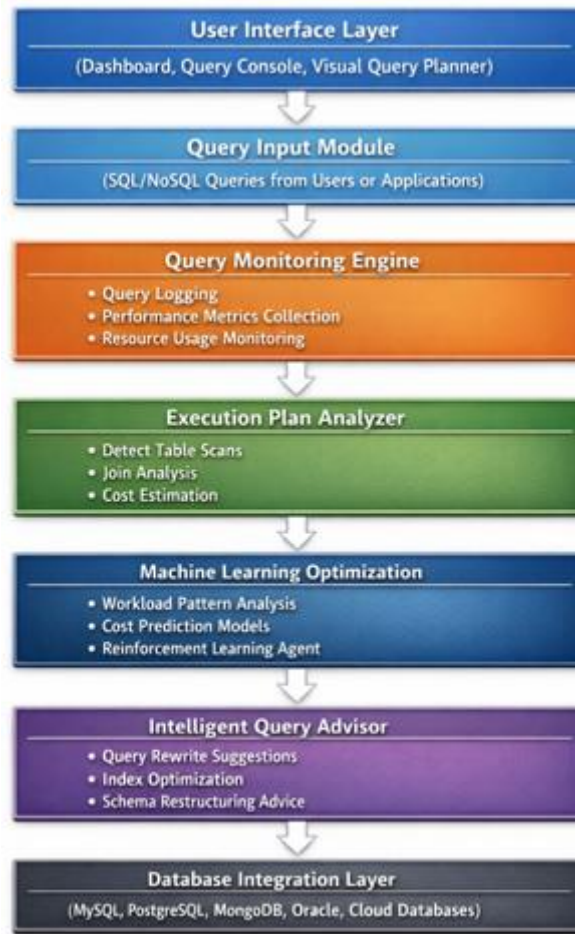 User Interface Layer
(Dashboard, Query Console, Visual Query Planner)
Query Input Module
(SQL/NoSQL Queries from Users or Applications)
Query Monitoring Engine
• Query Logging
• Performance Metrics Collection
• Resource Usage Monitoring
Execution Plan Analyzer
• Detect Table Scans
• Join Analysis
• Cost Estimation
Machine Learning Optimization
• Workload Pattern Analysis
• Cost Prediction Models
• Reinforcement Learning Agent
Intelligent Query Advisor
• Query Rewrite Suggestions
• Index Optimization
• Schema Restructuring Advice
Database Integration Layer
(MySQL, PostgreSQL, MongoDB, Oracle, Cloud Databases)